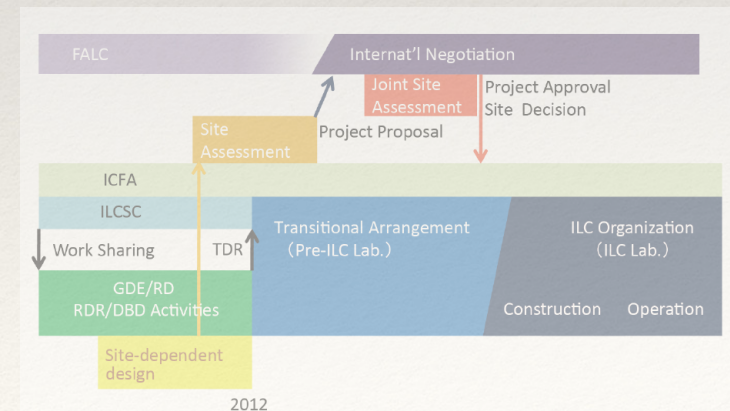 FALC
Internat'l Negotiation
Joint Site
Assessment
Project Approval
Site Decision
Site
Assessment
Project Proposal
ICFA
ILCSC
Work Sharing
TDR
Transitional Arrangement
(Pre-ILC Lab.)
ILC Organization
(ILC Lab.)
GDE/RD
RDR/DBD Activities
Construction
Operation
Site-dependent
design
2012